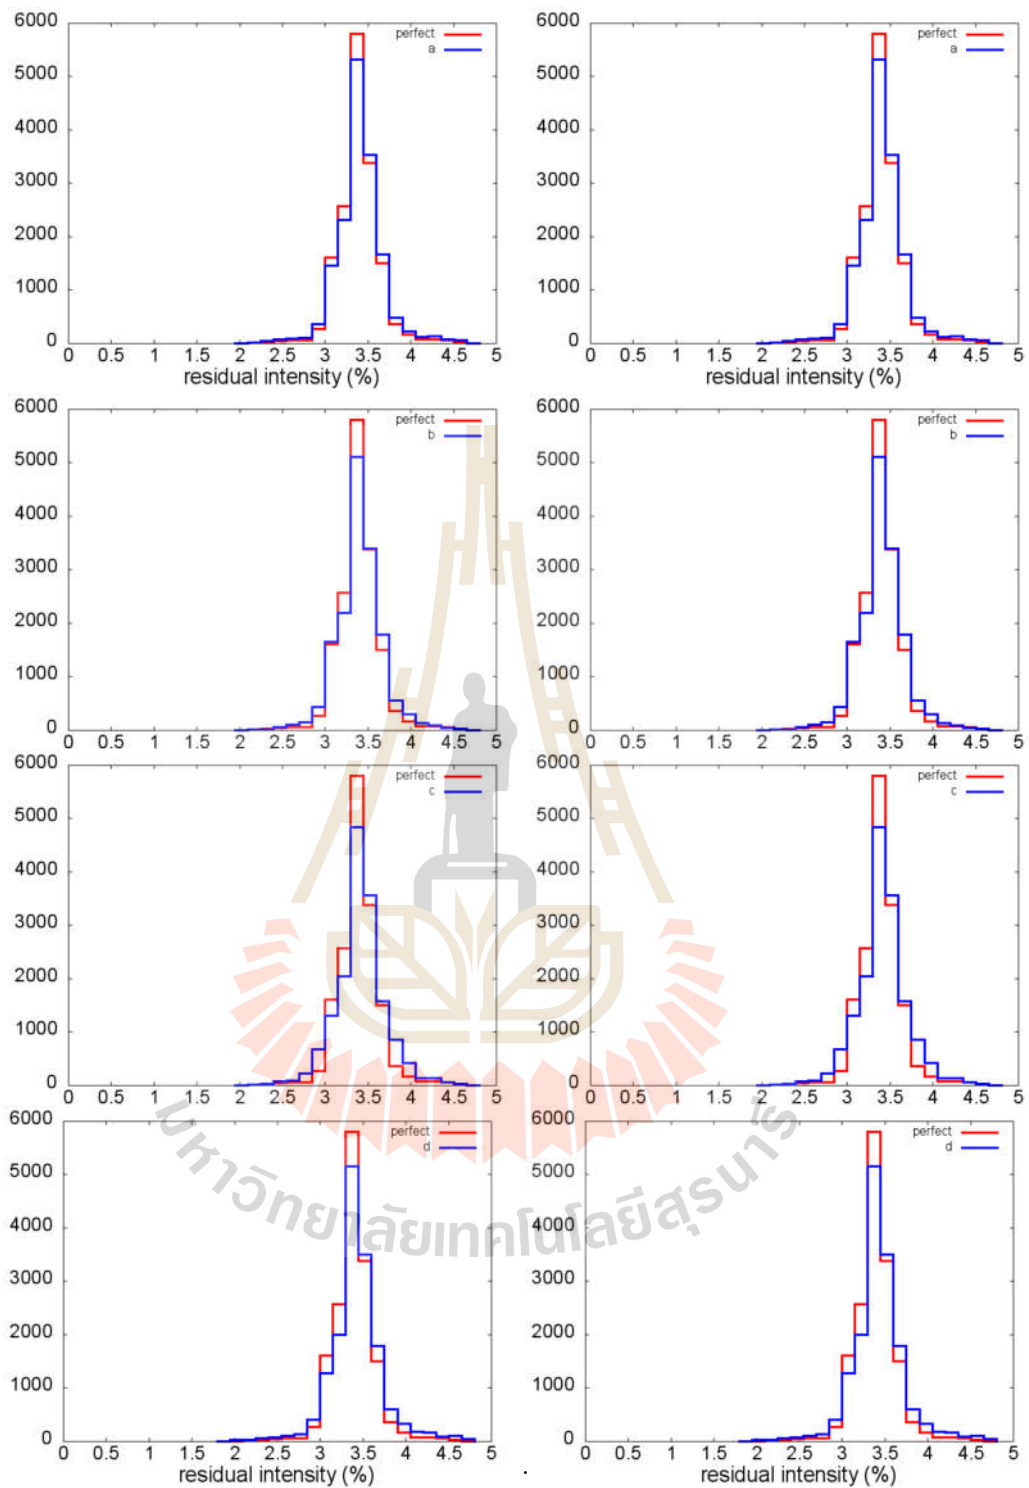 6000 6000
perfect perfect
a a
5000 5000
4000 4000
3000 3000
2000 2000
1000 1000
0 0
0 0.5 1 1.5 2 2.5 3 3.5 4 4.5 5 0 0.5 1 1.5 2 2.5 3 3.5 4 4.5 5
residual intensity (%) residual intensity (%)
6000 6000
perfect perfect
b b
5000 5000
4000 4000
3000 3000
2000 2000
1000 1000
0 0
0 0.5 1 1.5 2 2.5 3 3.5 4 4.5 5 0 0.5 1 1.5 2 2.5 3 3.5 4 4.5 5
6000 6000
perfect perfect
c c
5000 5000
4000 4000
3000 3000
2000 2000
1000 1000
0 0
0 0.5 1 1.5 2 2.5 3 3.5 4 4.5 5 0 0.5 1 1.5 2 2.5 3 3.5 4 4.5 5
6000 6000
perfect perfect
d d
5000 5000
4000 4000
3000 3000
2000 2000
1000 1000
0 0
0 0.5 1 1.5 2 2.5 3 3.5 4 4.5 5 0 0.5 1 1.5 2 2.5 3 3.5 4 4.5 5
residual intensity (%) . residual intensity (%)
มหาวิทยาลัยเทคโนโลยีสุรนารี